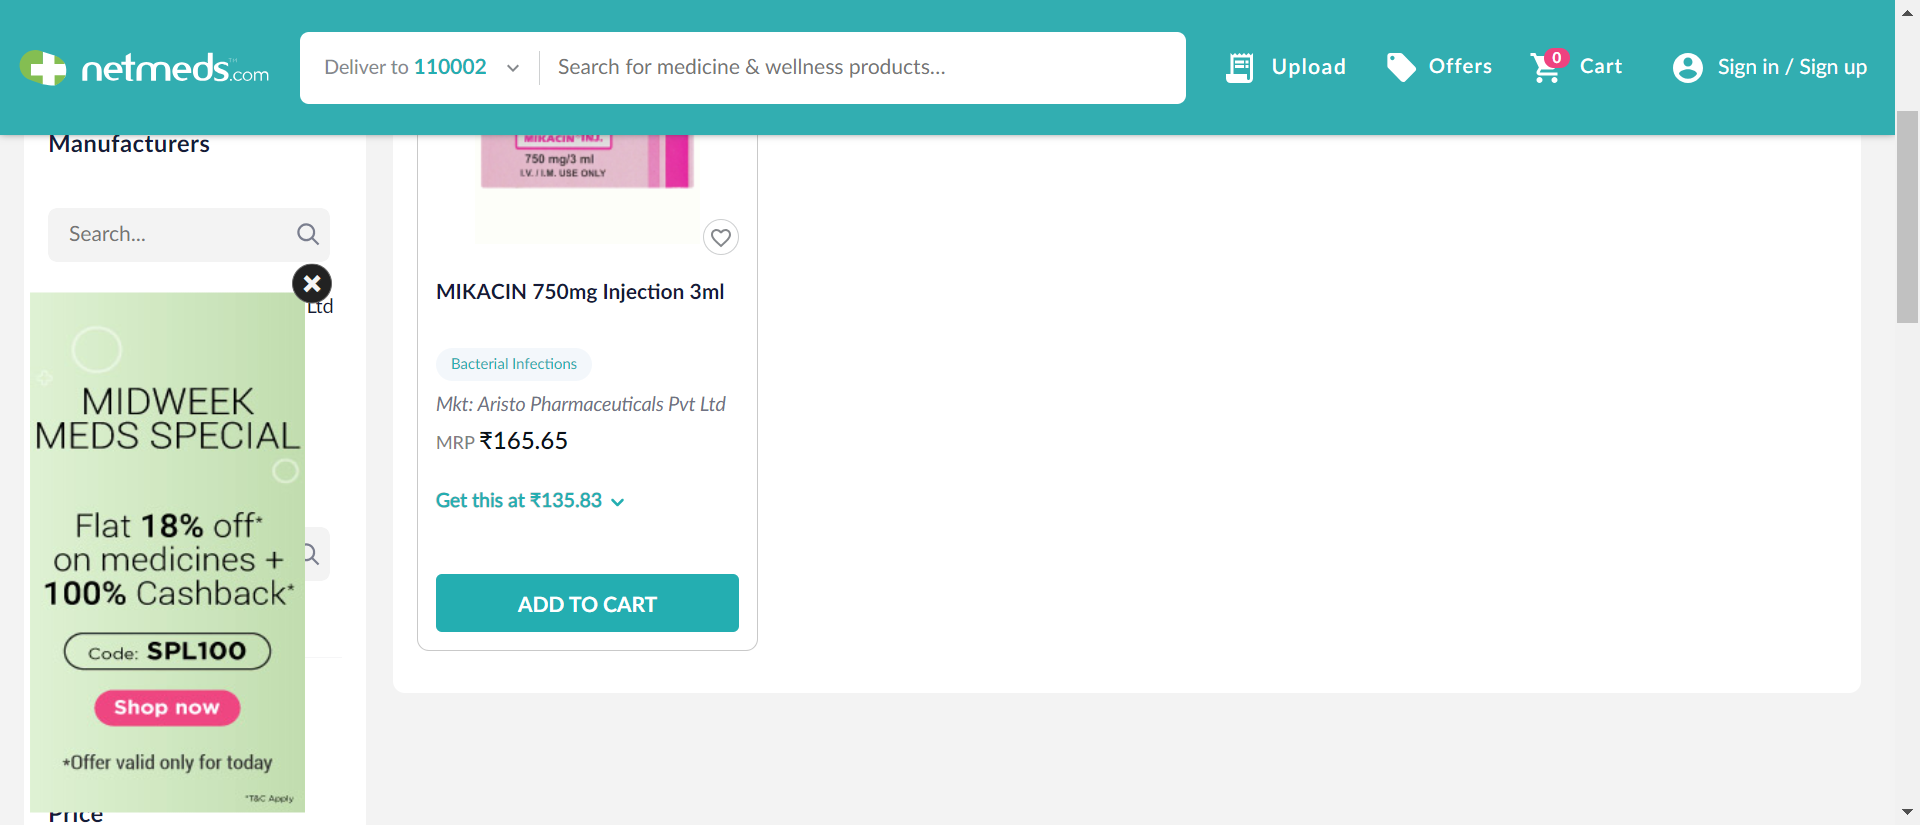 netmeds.com
Deliver to 110002
Search for medicine & wellness products...
Upload
Offers
0
Cart
Sign in / Sign up
Manufacturers
Search...
Ltd
MIDWEEK
MEDS SPECIAL
Flat 18% off*
on medicines +
100% Cashback*
Code: SPL100
Shop now
*Offer valid only for today
*T&C Apply
Price
MIKACIN INJ.
750 mg/3 ml
I.V. / I.M. USE ONLY
MIKACIN 750mg Injection 3ml
Bacterial Infections
Mkt: Aristo Pharmaceuticals Pvt Ltd
MRP ₹165.65
Get this at ₹135.83
ADD TO CART